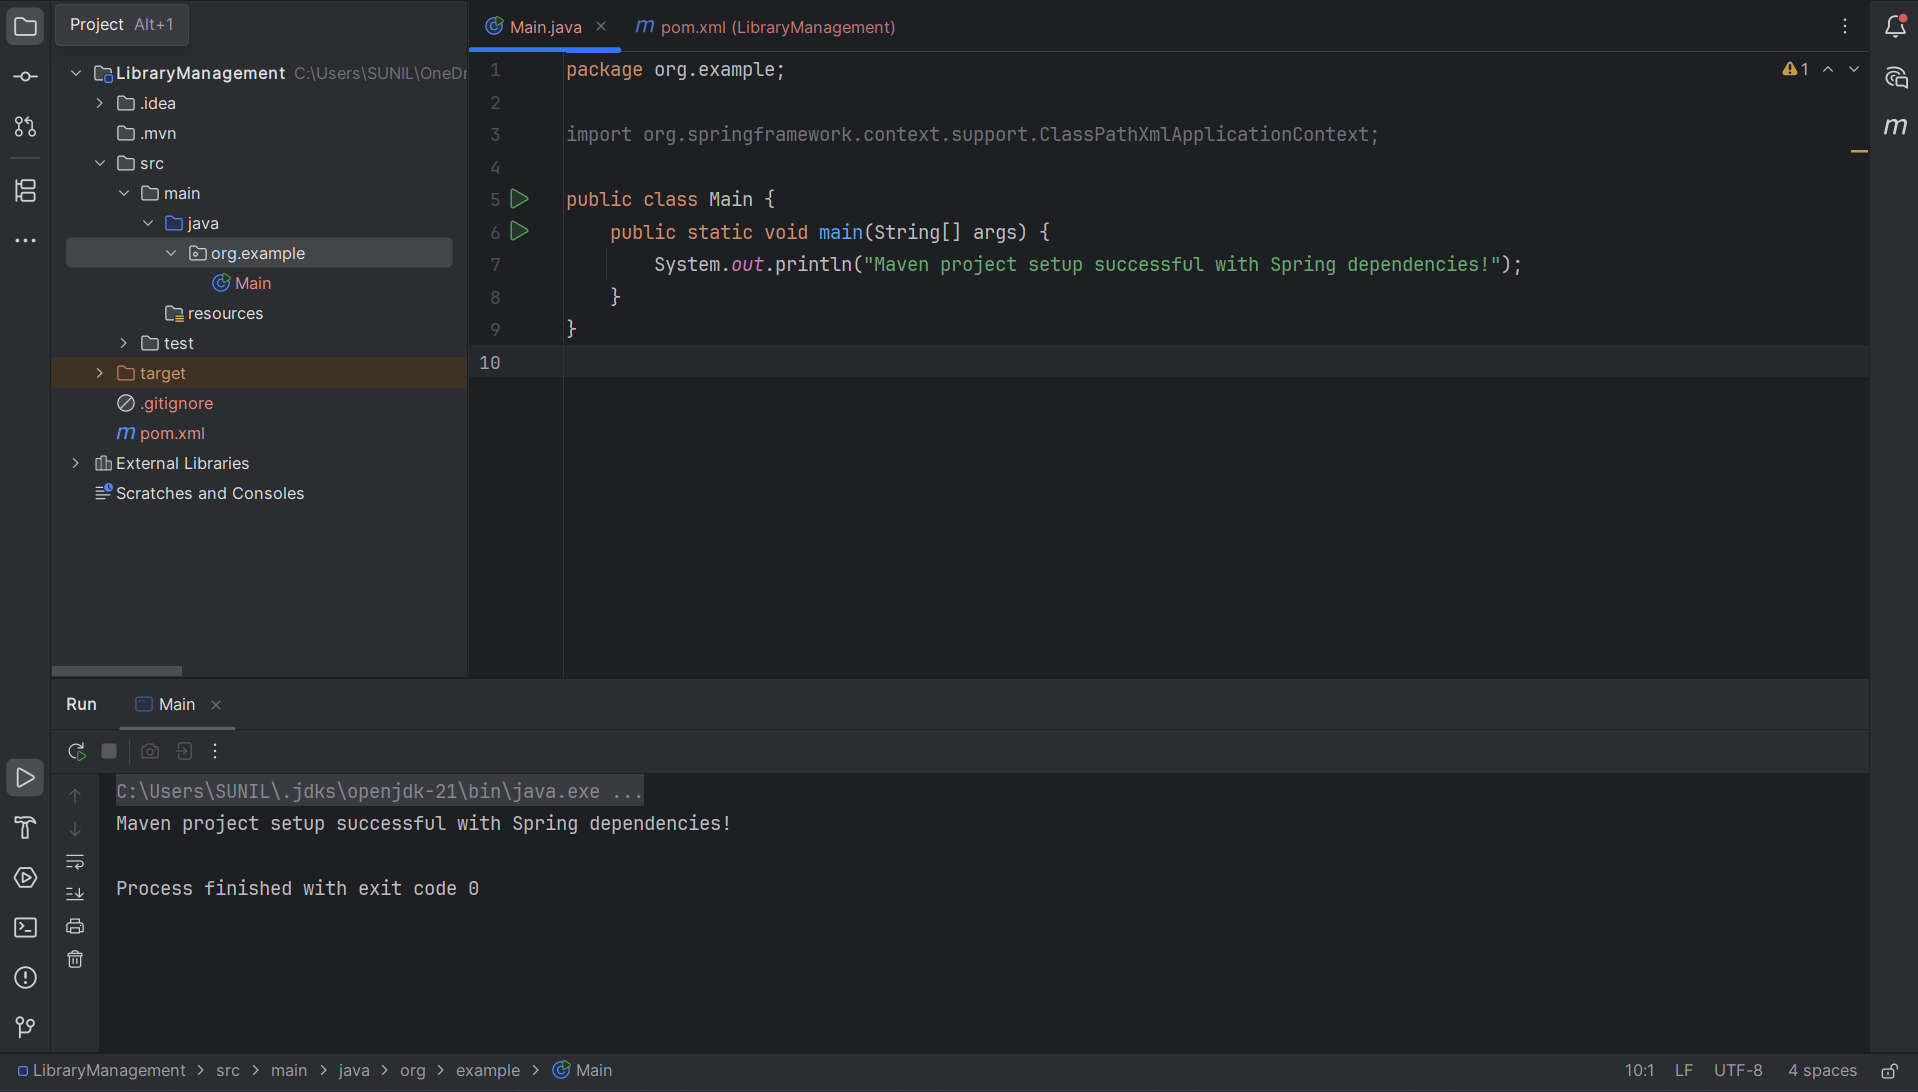 Project Alt+1
LibraryManagement C:\Users\SUNIL\OneDr
.idea
.mvn
src
main
java
org.example
Main
resources
test
target
.gitignore
pom.xml
External Libraries
Scratches and Consoles
Main.java
pom.xml (LibraryManagement)
1 package org.example;
2
3 import org.springframework.context.support.ClassPathXmlApplicationContext;
4
5 public class Main {
6 public static void main(String[] args) {
7 System.out.println("Maven project setup successful with Spring dependencies!");
8 }
9 }
10
1
Run Main
C:\Users\SUNIL\.jdks\openjdk-21\bin\java.exe ...
Maven project setup successful with Spring dependencies!
Process finished with exit code 0
LibraryManagement > src > main > java > org > example > Main
10:1 LF UTF-8 4 spaces